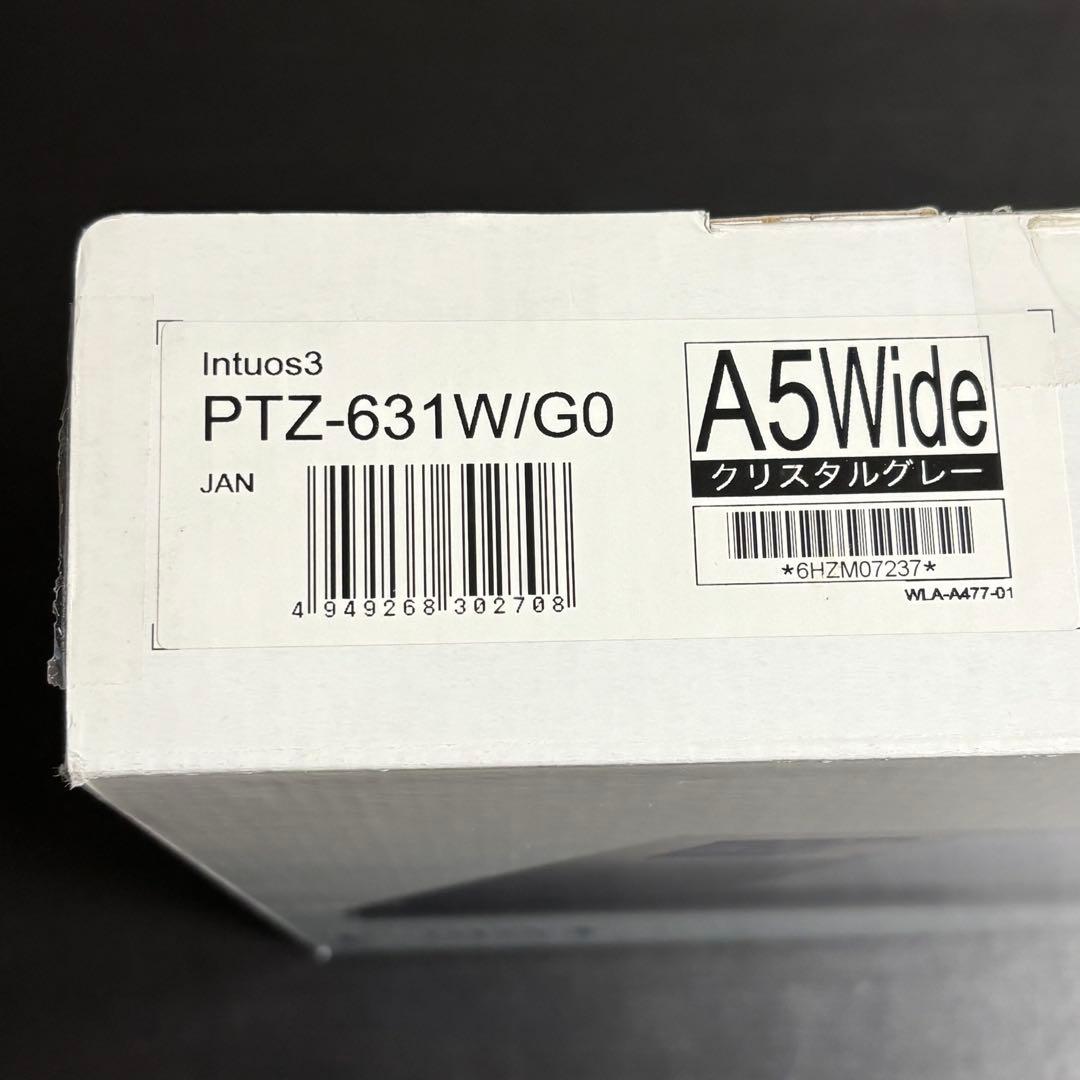 Intuos3
PTZ-631W/G0
JAN
4 949268 302708
A5Wide
クリスタルグレー
*6HZM07237*
WLA-A477-01